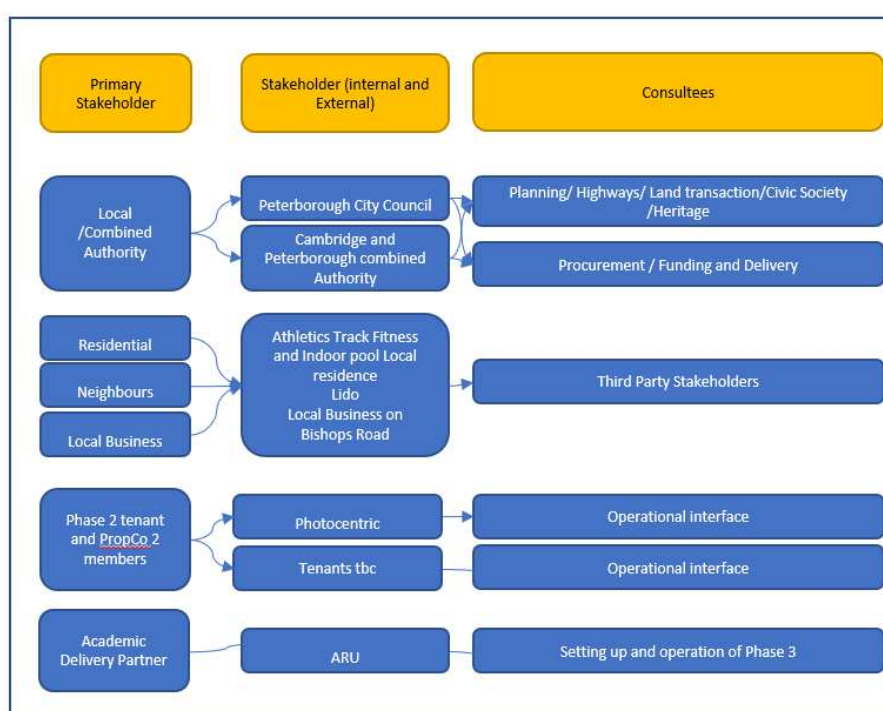 Primary
Stakeholder
Stakeholder (internal and
External)
Consultees
Local
/Combined
Authority
Peterborough City Council
Cambridge and
Peterborough combined
Authority
Planning/ Highways/ Land transaction/Civic Society
/Heritage
Procurement / Funding and Delivery
Residential
Neighbours
Local Business
Athletics Track Fitness
and Indoor pool Local
residence
Lido
Local Business on
Bishops Road
Third Party Stakeholders
Phase 2 tenant
and PropCo 2
members
Photocentric
Operational interface
Tenants tbc
Operational interface
Academic
Delivery Partner
ARU
Setting up and operation of Phase 3